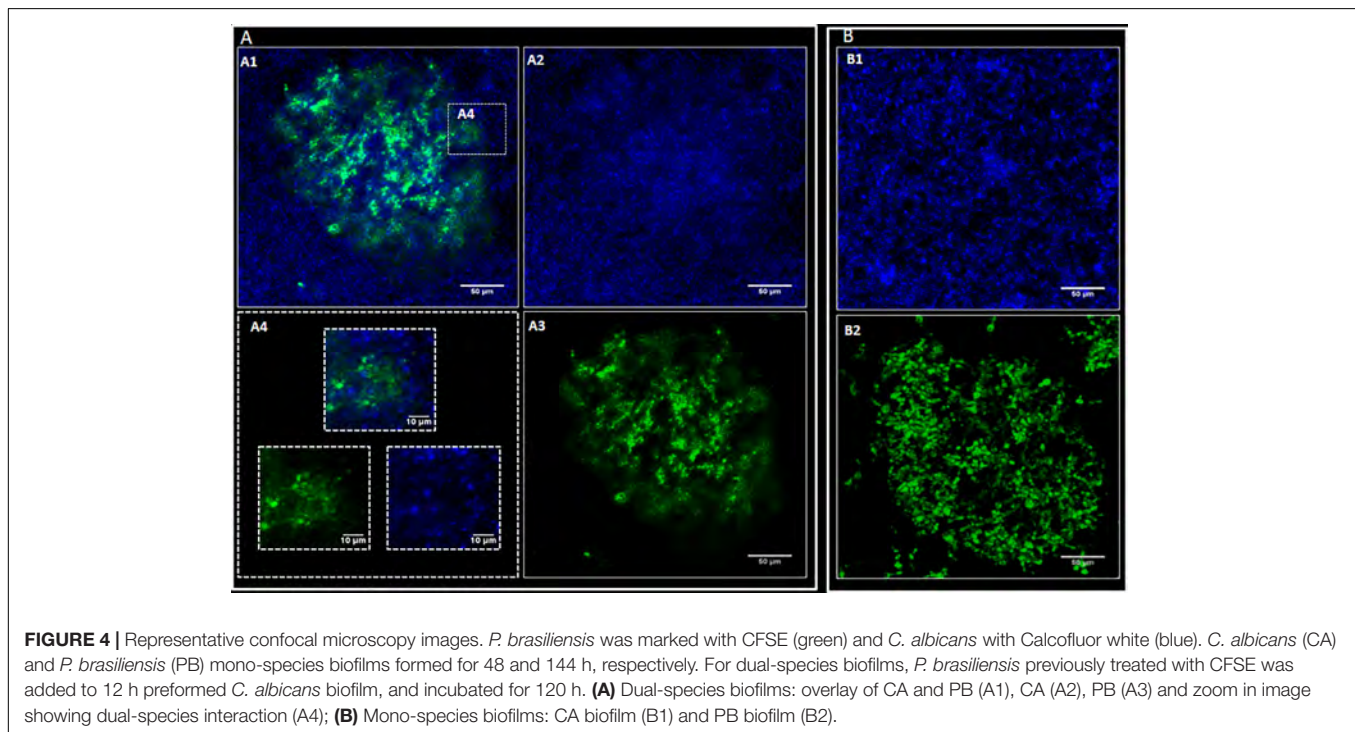 A
B
A1
A4
50 µm
A2
50 µm
B1
50 µm
A4
10 µm
10 µm
10 µm
A3
50 µm
B2
50 µm
FIGURE 4 | Representative confocal microscopy images. P. brasiliensis was marked with CFSE (green) and C. albicans with Calcofluor white (blue). C. albicans (CA)
and P. brasiliensis (PB) mono-species biofilms formed for 48 and 144 h, respectively. For dual-species biofilms, P. brasiliensis previously treated with CFSE was
added to 12 h preformed C. albicans biofilm, and incubated for 120 h. (A) Dual-species biofilms: overlay of CA and PB (A1), CA (A2), PB (A3) and zoom in image
showing dual-species interaction (A4); (B) Mono-species biofilms: CA biofilm (B1) and PB biofilm (B2).